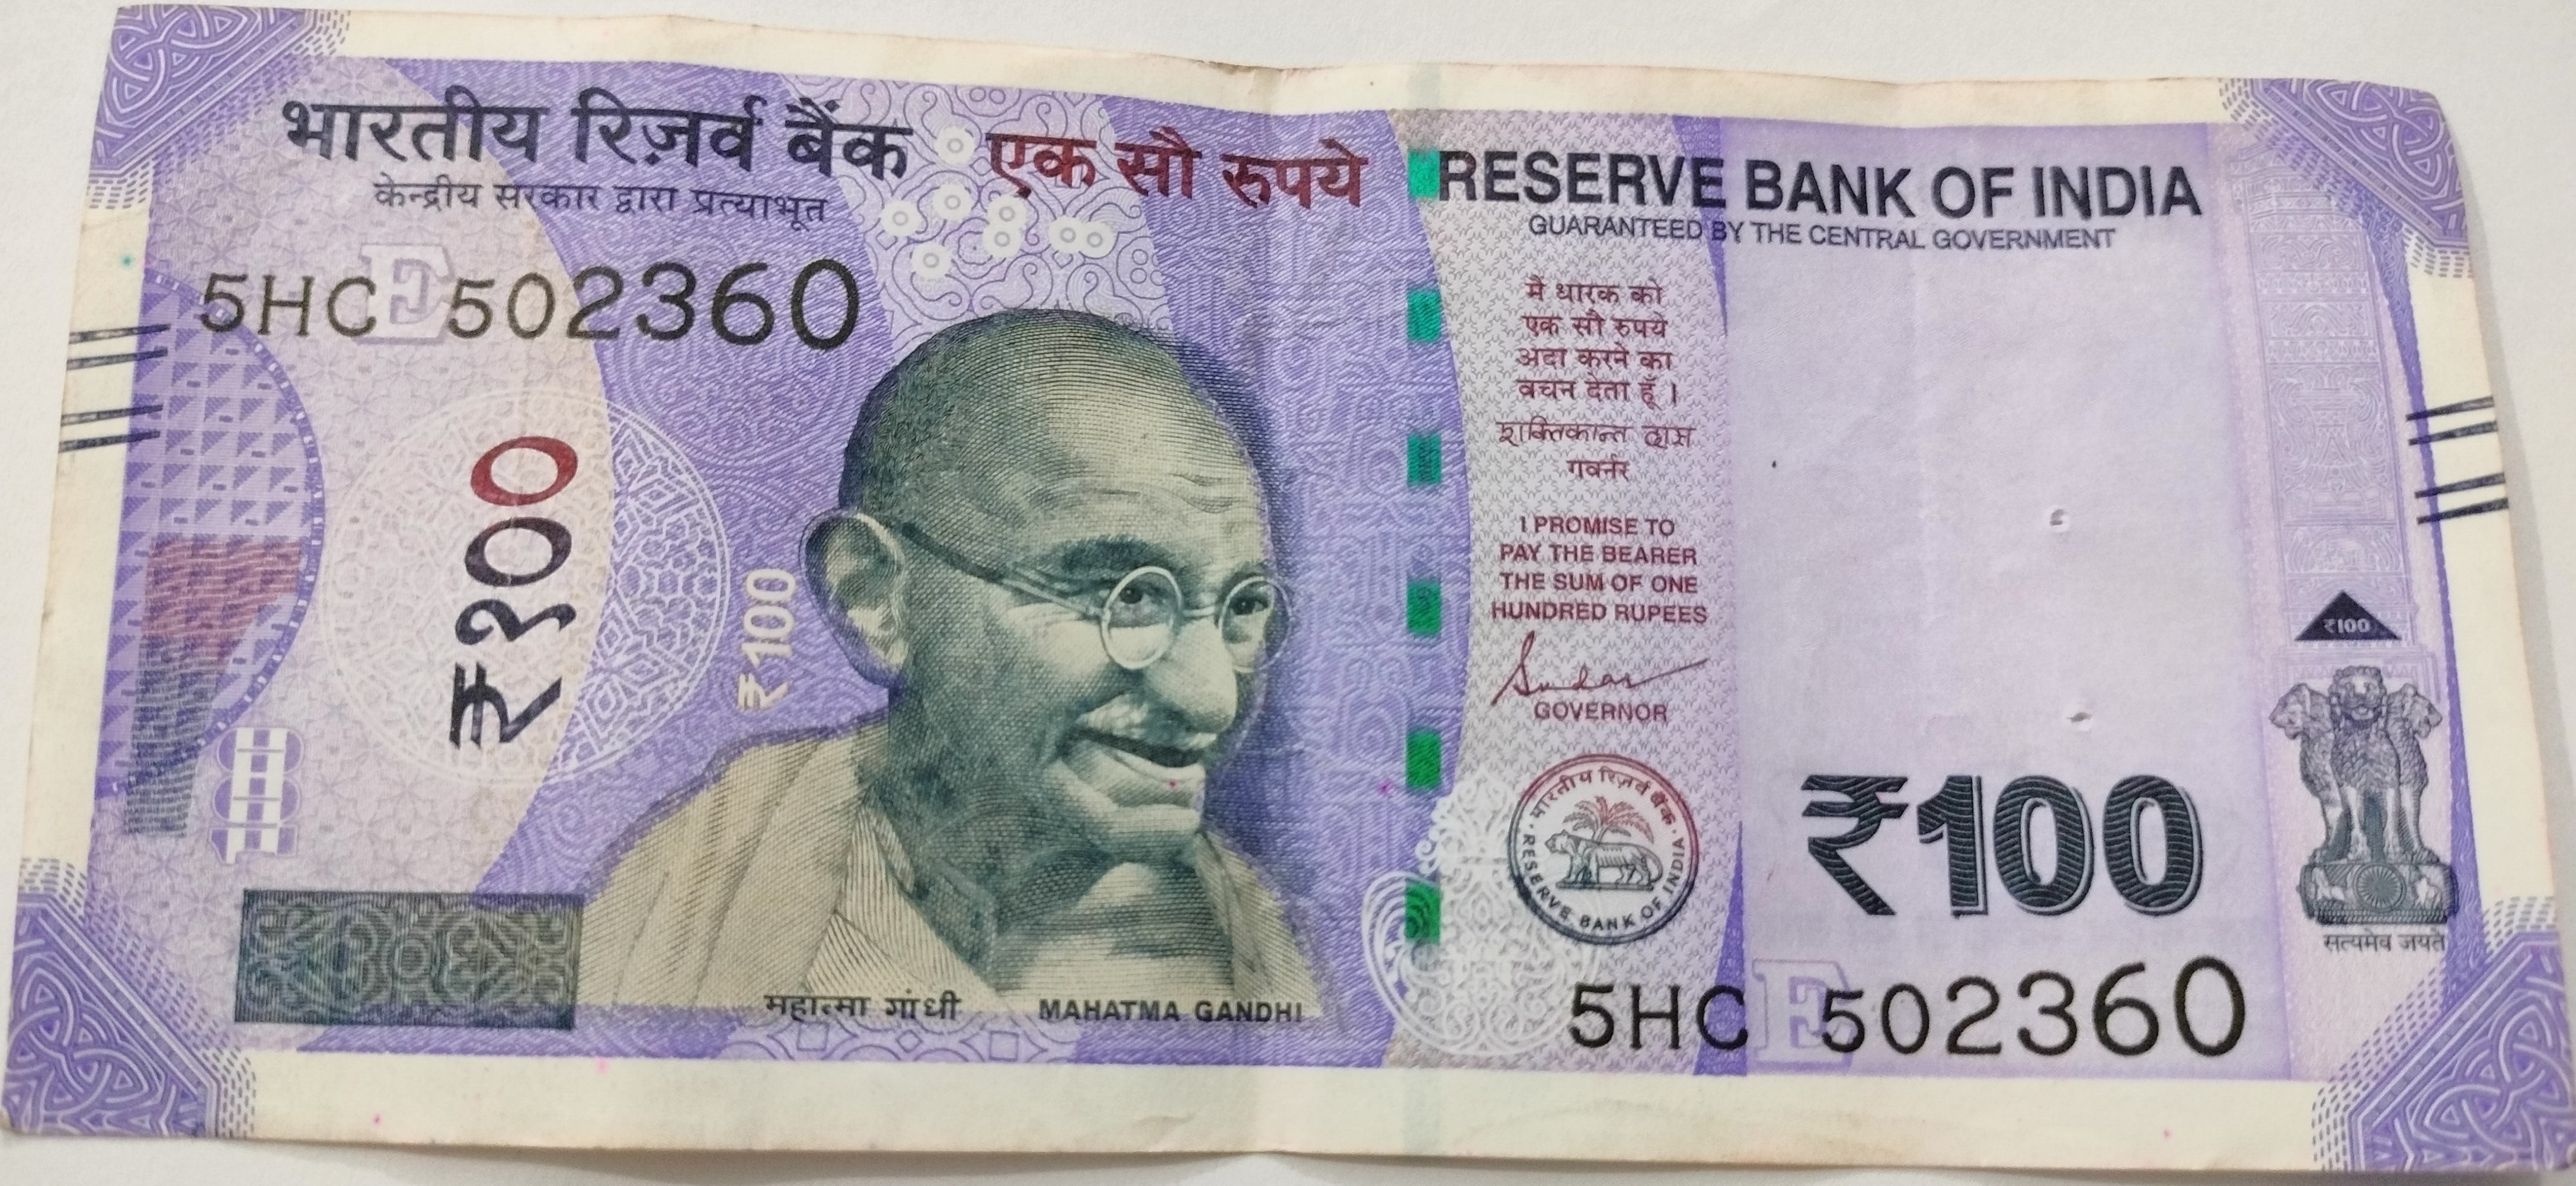 भारतीय रिज़र्व बैंक
केन्द्रीय सरकार द्वारा प्रत्याभूत
एक सौ रुपये
RESERVE BANK OF INDIA
GUARANTEED BY THE CENTRAL GOVERNMENT
5HC E 502360
₹१००
₹100
मैं धारक को
एक सौ रुपये
अदा करने का
वचन देता हूँ।
शक्तिकान्त दास
गवर्नर
I PROMISE TO
PAY THE BEARER
THE SUM OF ONE
HUNDRED RUPEES
GOVERNOR
भारतीय रिज़र्व बैंक
RESERVE BANK OF INDIA
₹100
₹100
सत्यमेव जयते
महात्मा गांधी
MAHATMA GANDHI
5HC E 502360